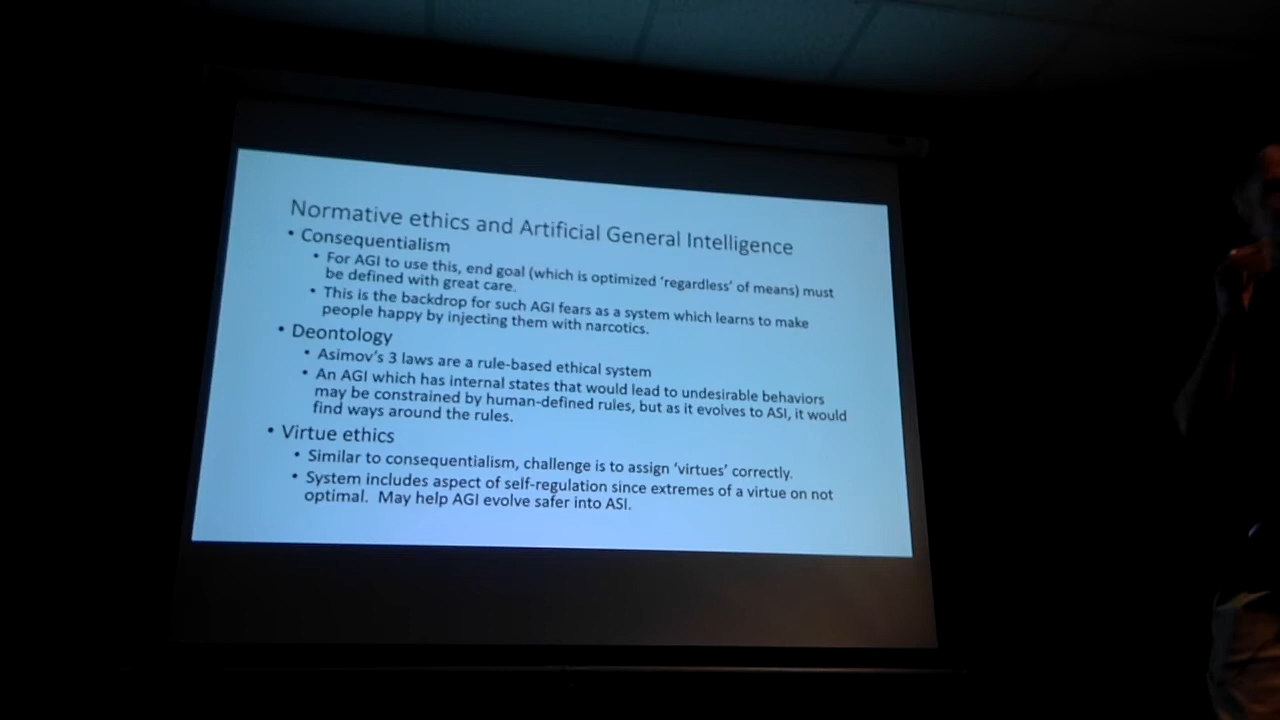 Normative ethics and Artificial General Intelligence
• Consequentialism
• For AGI to use this, end goal (which is optimized 'regardless' of means) must
be defined with great care.
• This is the backdrop for such AGI fears as a system which learns to make
people happy by injecting them with narcotics.
• Deontology
• Asimov's 3 laws are a rule-based ethical system
• An AGI which has internal states that would lead to undesirable behaviors
may be constrained by human-defined rules, but as it evolves to ASI, it would
find ways around the rules.
• Virtue ethics
• Similar to consequentialism, challenge is to assign 'virtues' correctly.
• System includes aspect of self-regulation since extremes of a virtue on not
optimal. May help AGI evolve safer into ASI.